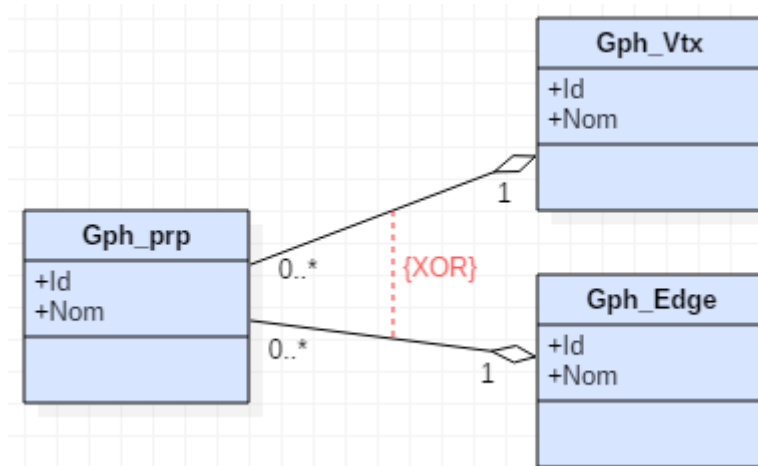 Gph_Vtx
+Id
+Nom
1
Gph_prp
+Id
+Nom
0..*
{XOR}
0..*
1
Gph_Edge
+Id
+Nom